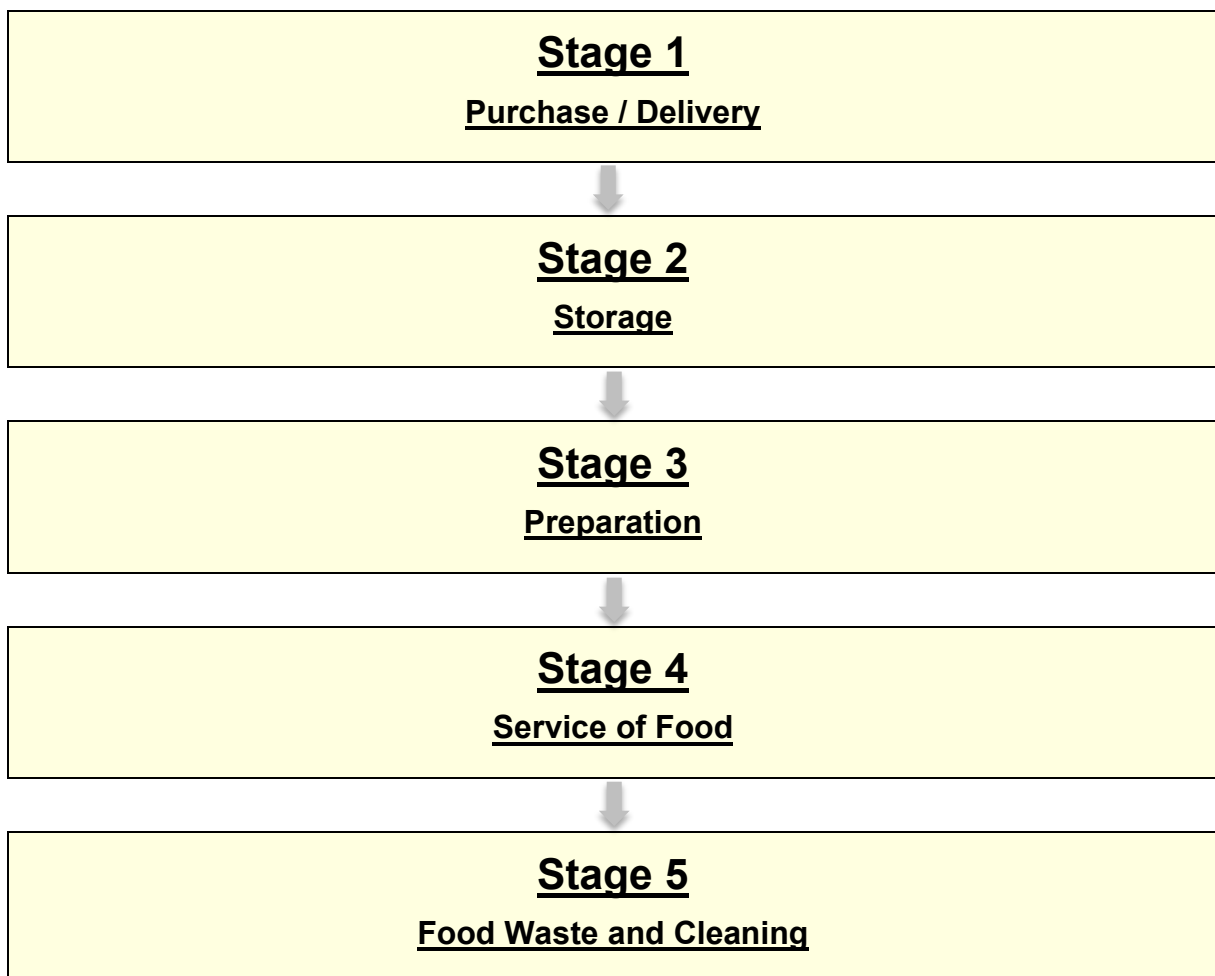 Stage 1
Purchase / Delivery
Stage 2
Storage
Stage 3
Preparation
Stage 4
Service of Food
Stage 5
Food Waste and Cleaning